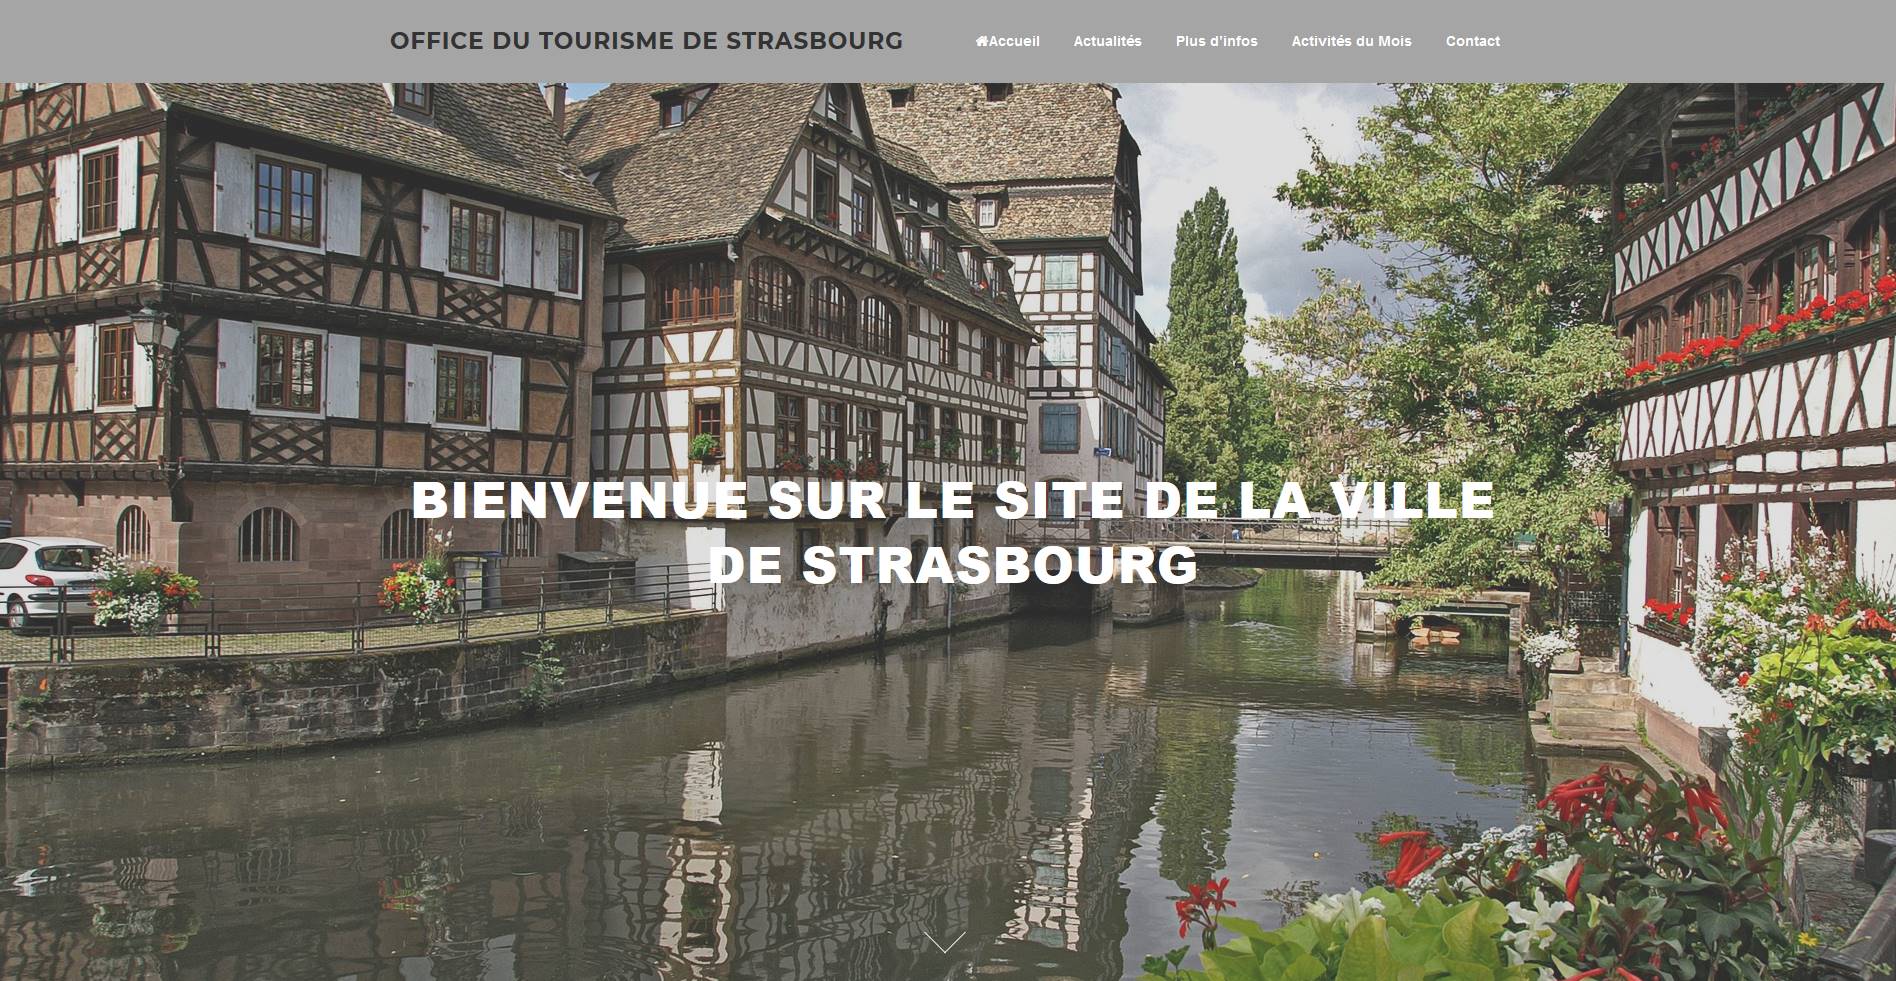 OFFICE DU TOURISME DE STRASBOURG
Accueil Actualités Plus d'infos Activités du Mois Contact
BIENVENUE SUR LE SITE DE LA VILLE
DE STRASBOURG